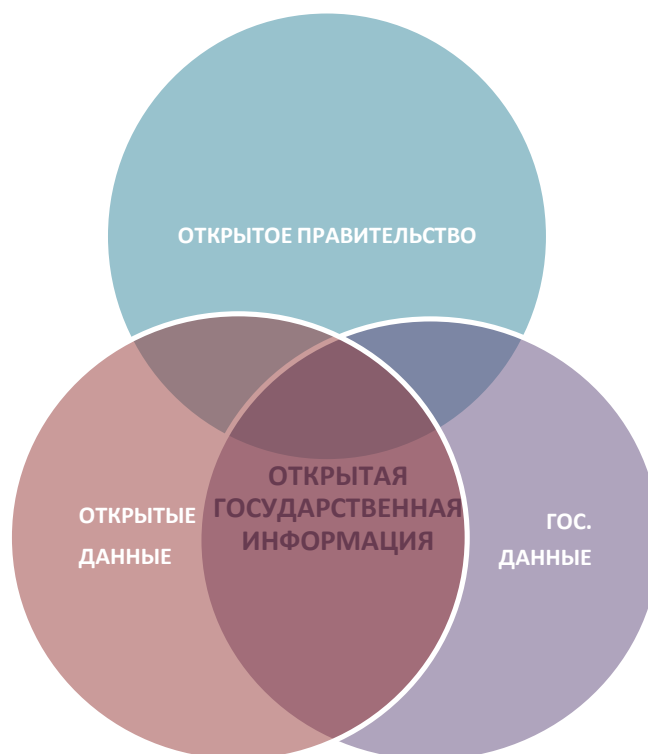 ОТКРЫТОЕ ПРАВИТЕЛЬСТВО
ОТКРЫТЫЕ
ДАННЫЕ
ОТКРЫТАЯ
ГОСУДАРСТВЕННАЯ
ИНФОРМАЦИЯ
ГОС.
ДАННЫЕ